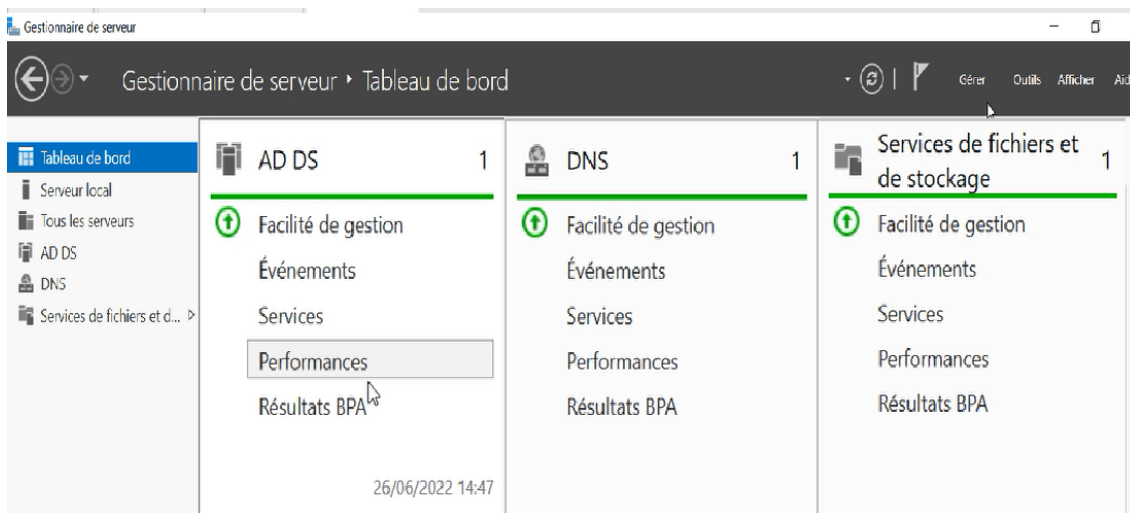 Gestionnaire de serveur
Gestionnaire de serveur ‣ Tableau de bord
Gérer Outils Afficher Aid
Tableau de bord
Serveur local
Tous les serveurs
AD DS
DNS
Services de fichiers et d...
AD DS 1
Facilité de gestion
Événements
Services
Performances
Résultats BPA
26/06/2022 14:47
DNS 1
Facilité de gestion
Événements
Services
Performances
Résultats BPA
Services de fichiers et
de stockage 1
Facilité de gestion
Événements
Services
Performances
Résultats BPA